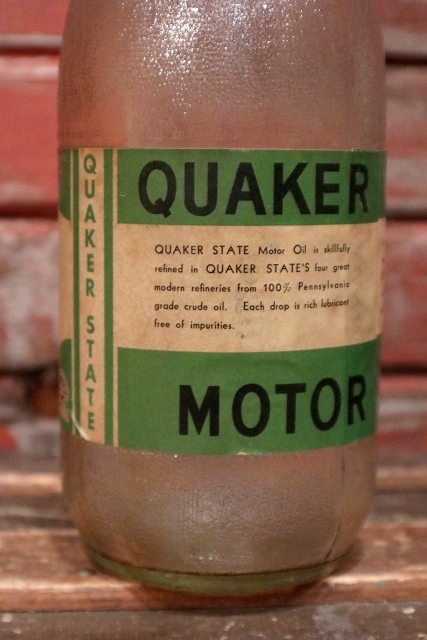 QUAKER STATE
QUAKER
QUAKER STATE Motor Oil is skillfully
refined in QUAKER STATE'S four great
modern refineries from 100% Pennsylvania
grade crude oil. Each drop is rich lubricant
free of impurities.
MOTOR